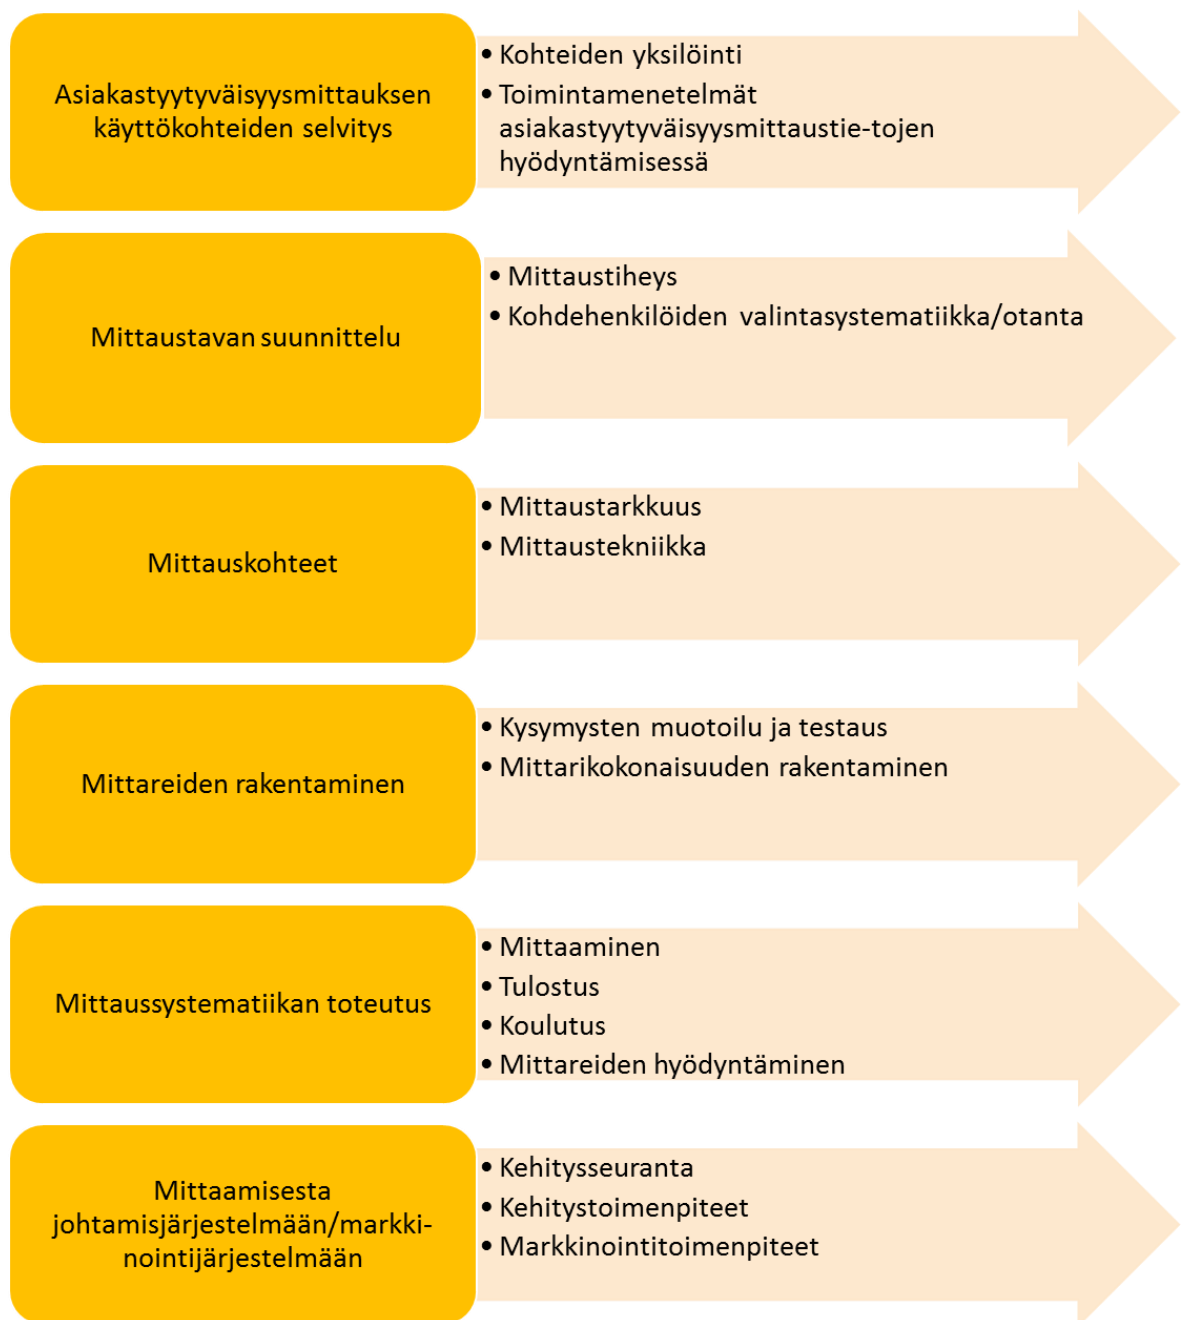 Asiakastyytyväisyysmittauksen
käyttökohteiden selvitys
• Kohteiden yksilöinti
• Toimintamenetelmät
asiakastyytyväisyysmittaustie-tojen
hyödyntämisessä
Mittaustavan suunnittelu
• Mittaustiheys
• Kohdehenkilöiden valintasystematiikka/otanta
Mittauskohteet
• Mittaustarkkuus
• Mittaustekniikka
Mittareiden rakentaminen
• Kysymysten muotoilu ja testaus
• Mittarikokonaisuuden rakentaminen
Mittaussystematiikan toteutus
• Mittaaminen
• Tulostus
• Koulutus
• Mittareiden hyödyntäminen
Mittaamisesta
johtamisjärjestelmään/markki-
nointijärjestelmään
• Kehitysseuranta
• Kehitystoimenpiteet
• Markkinointitoimenpiteet